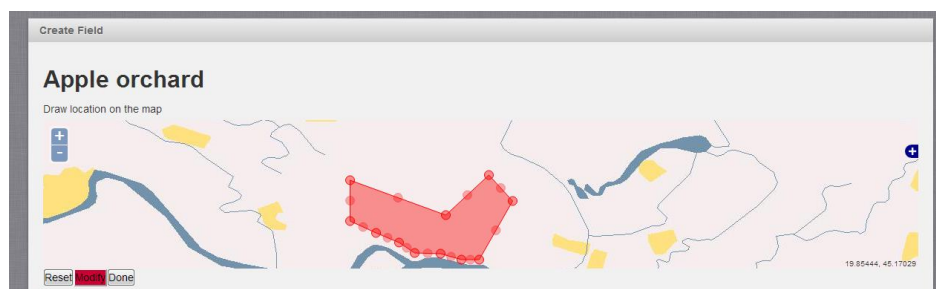 Create Field
Apple orchard
Draw location on the map
+
-
+
19.85444, 45.17029
Reset Modify Done